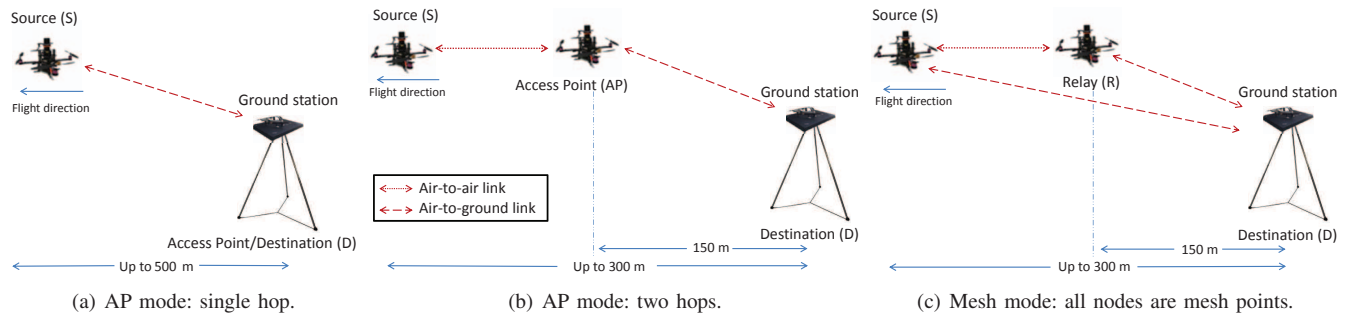 Source (S)
Flight direction
Ground station
Access Point/Destination (D)
Up to 500 m
(a) AP mode: single hop.
Source (S)
Access Point (AP)
Flight direction
Ground station
Air-to-air link
Air-to-ground link
Destination (D)
150 m
Up to 300 m
(b) AP mode: two hops.
Source (S)
Relay (R)
Flight direction
Ground station
Destination (D)
150 m
Up to 300 m
(c) Mesh mode: all nodes are mesh points.